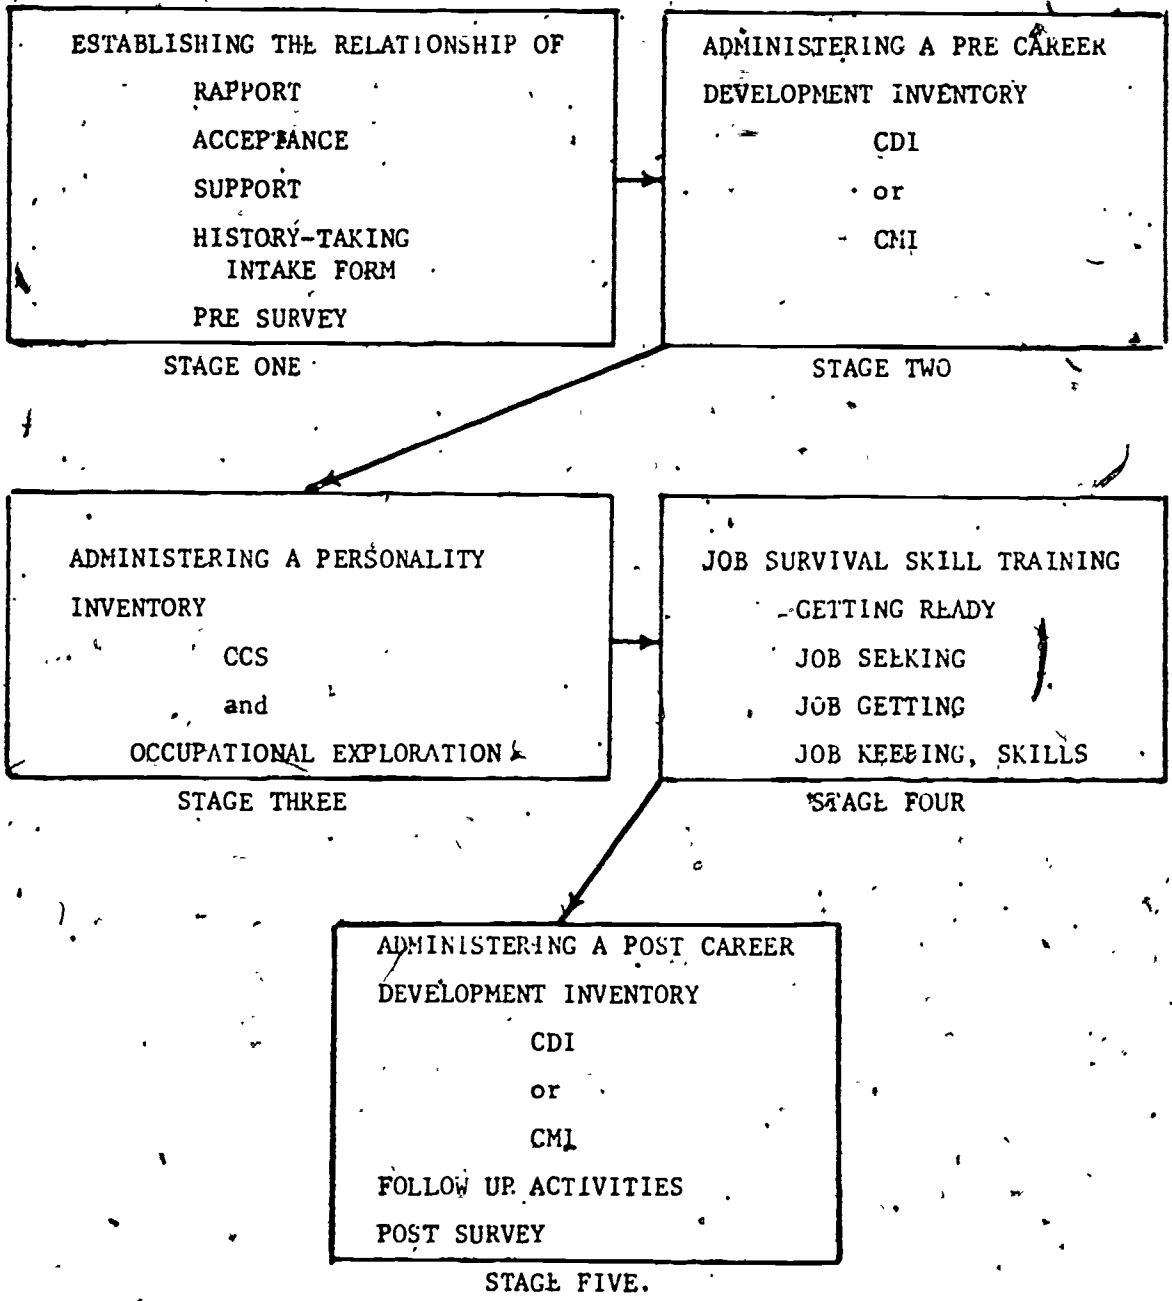 ESTABLISHING THE RELATIONSHIP OF
RAPPORT
ACCEPTANCE
SUPPORT
HISTORY-TAKING
INTAKE FORM
PRE SURVEY
STAGE ONE
ADMINISTERING A PRE CAREER
DEVELOPMENT INVENTORY
CDI
or
CMI
STAGE TWO
ADMINISTERING A PERSONALITY
INVENTORY
CCS
and
OCCUPATIONAL EXPLORATION
STAGE THREE
JOB SURVIVAL SKILL TRAINING
GETTING READY
JOB SEEKING
JOB GETTING
JOB KEEPING, SKILLS
STAGE FOUR
ADMINISTERING A POST CAREER
DEVELOPMENT INVENTORY
CDI
or
CMI
FOLLOW UP ACTIVITIES
POST SURVEY
STAGE FIVE.